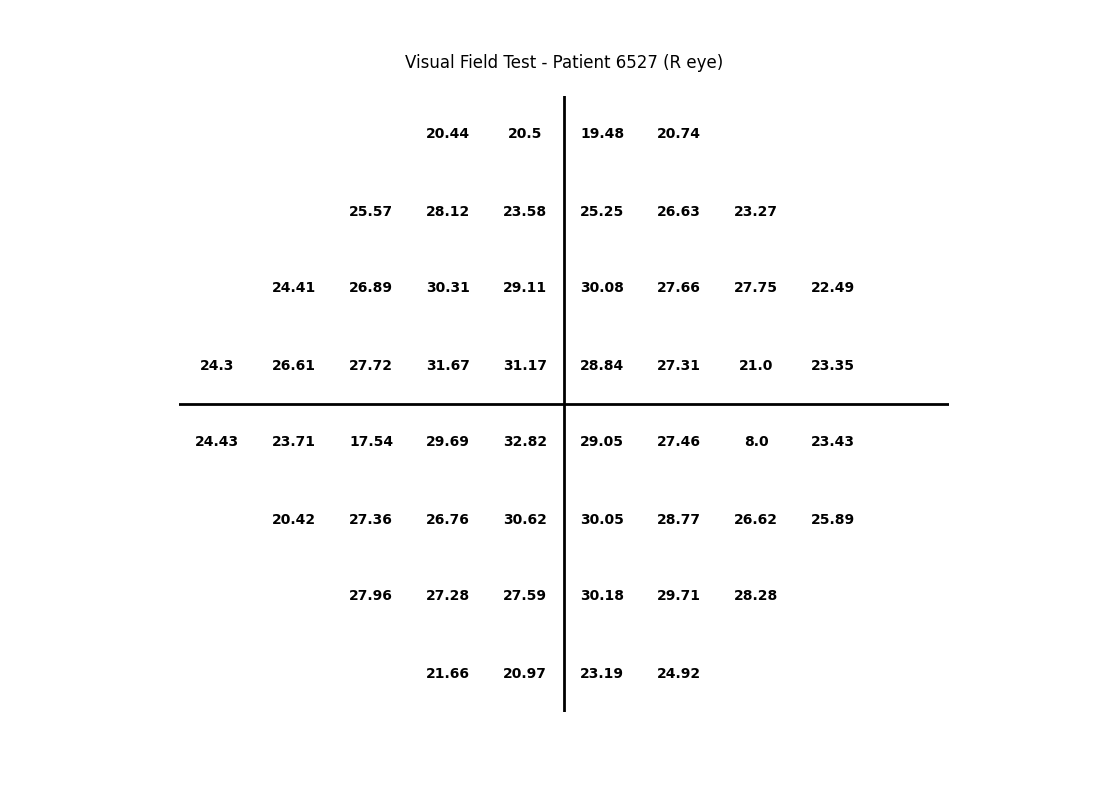 Visual Field Test - Patient 6527 (R eye)
20.44 20.5 19.48 20.74
25.57 28.12 23.58 25.25 26.63 23.27
24.41 26.89 30.31 29.11 30.08 27.66 27.75 22.49
24.3 26.61 27.72 31.67 31.17 28.84 27.31 21.0 23.35
24.43 23.71 17.54 29.69 32.82 29.05 27.46 8.0 23.43
20.42 27.36 26.76 30.62 30.05 28.77 26.62 25.89
27.96 27.28 27.59 30.18 29.71 28.28
21.66 20.97 23.19 24.92